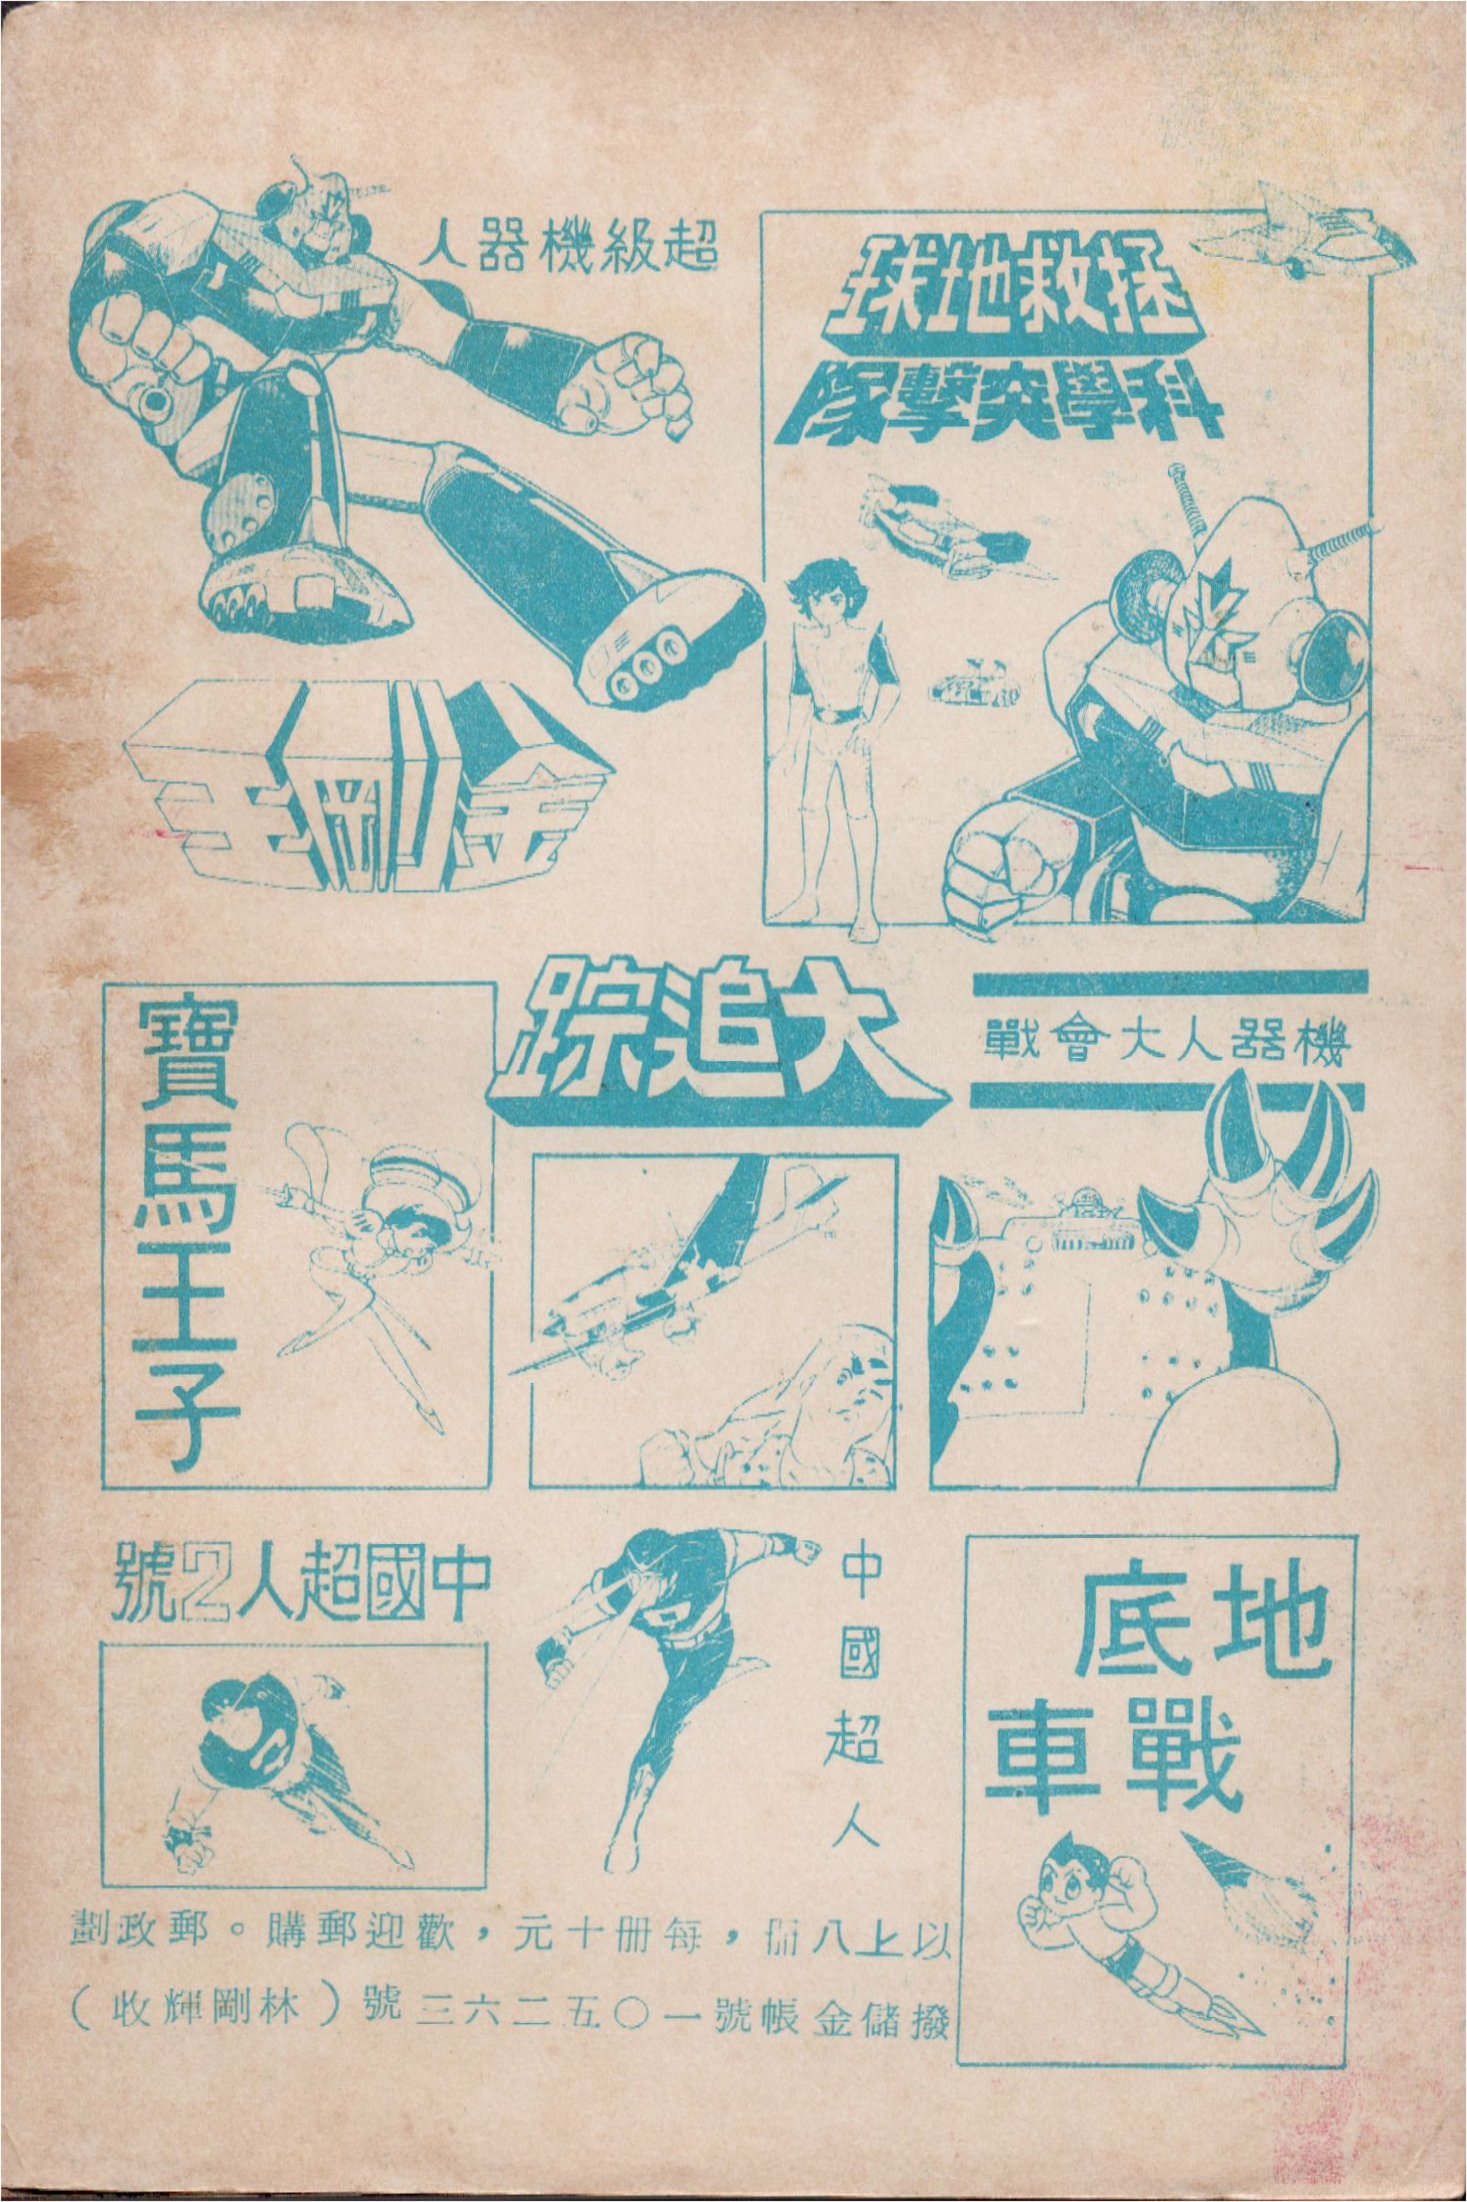 超級機器人
金剛王
拯救地球
科學突擊隊
寶馬王子
大追踪
機器人大會戰
中國超人2號
中國超人
地底
戰車
以上八冊，每冊十元，歡迎郵購。郵政劃
撥儲金帳號一〇五二六三號（林剛輝收）